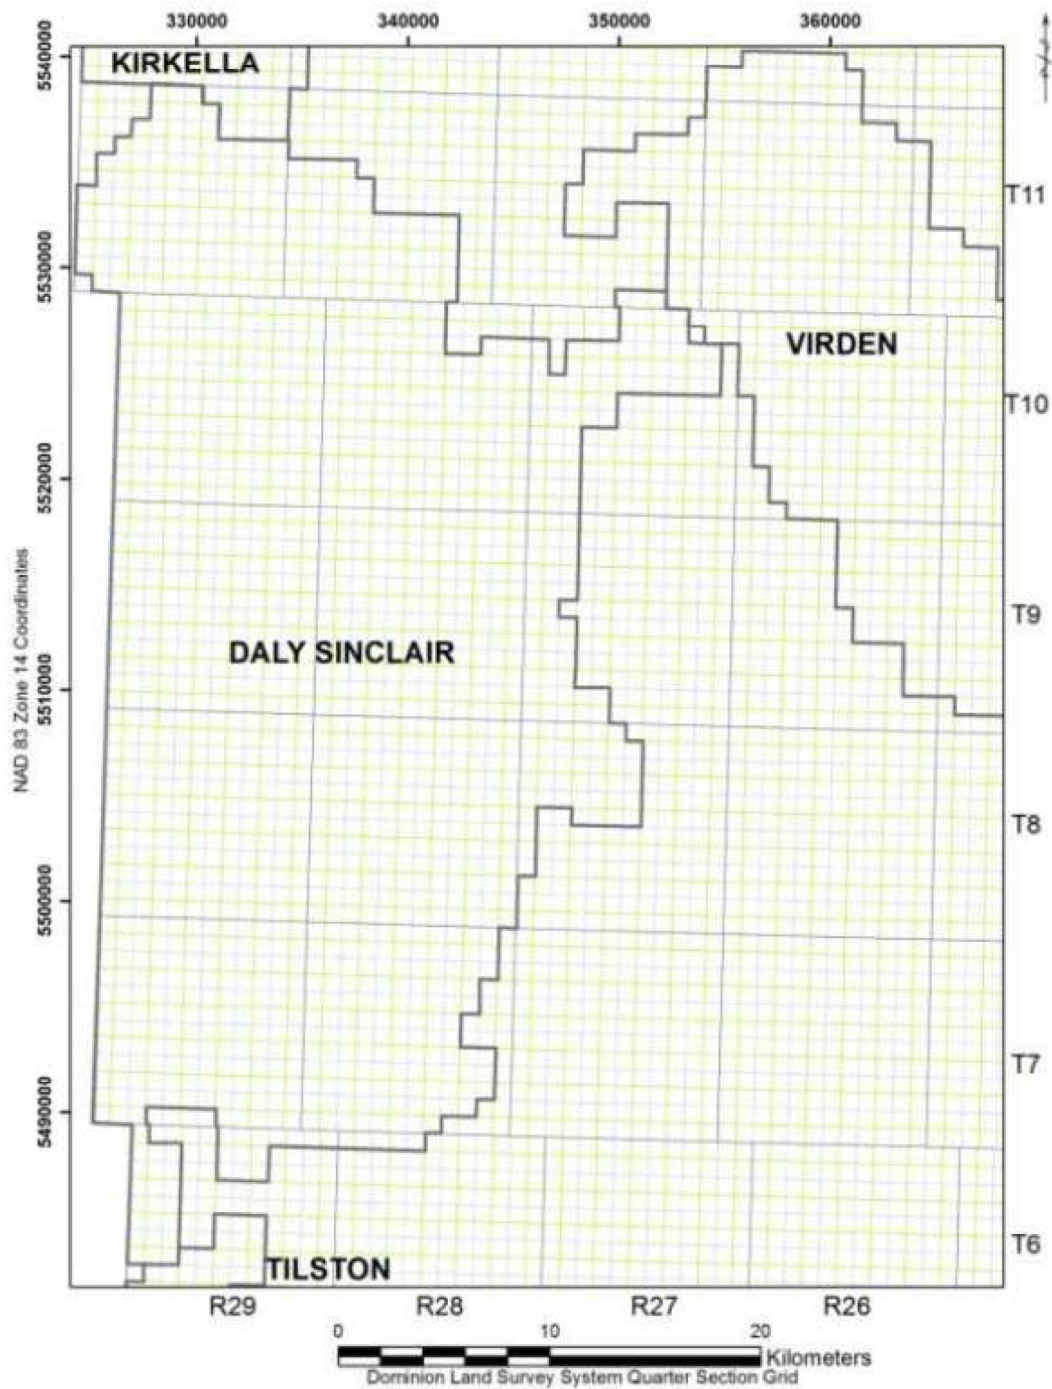 330000 340000 350000 360000
5540000
KIRKELLA
T11
5530000
VIRDEN
T10
5520000
NAD 83 Zone 14 Coordinates
T9
DALY SINCLAIR
5510000
T8
5500000
T7
5490000
T6
TILSTON
R29 R28 R27 R26
0 10 20
Kilometers
Dominion Land Survey System Quarter Section Grid